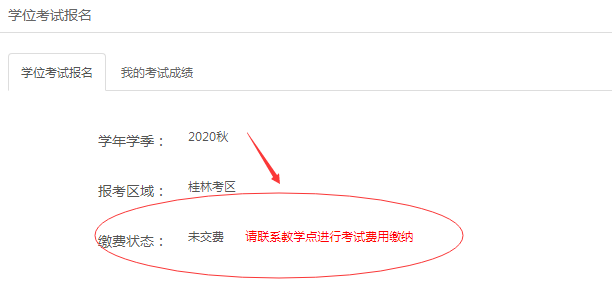 学位考试报名
学位考试报名 我的考试成绩
学年学季： 2020秋
报考区域： 桂林考区
缴费状态： 未交费 请联系教学点进行考试费用缴纳